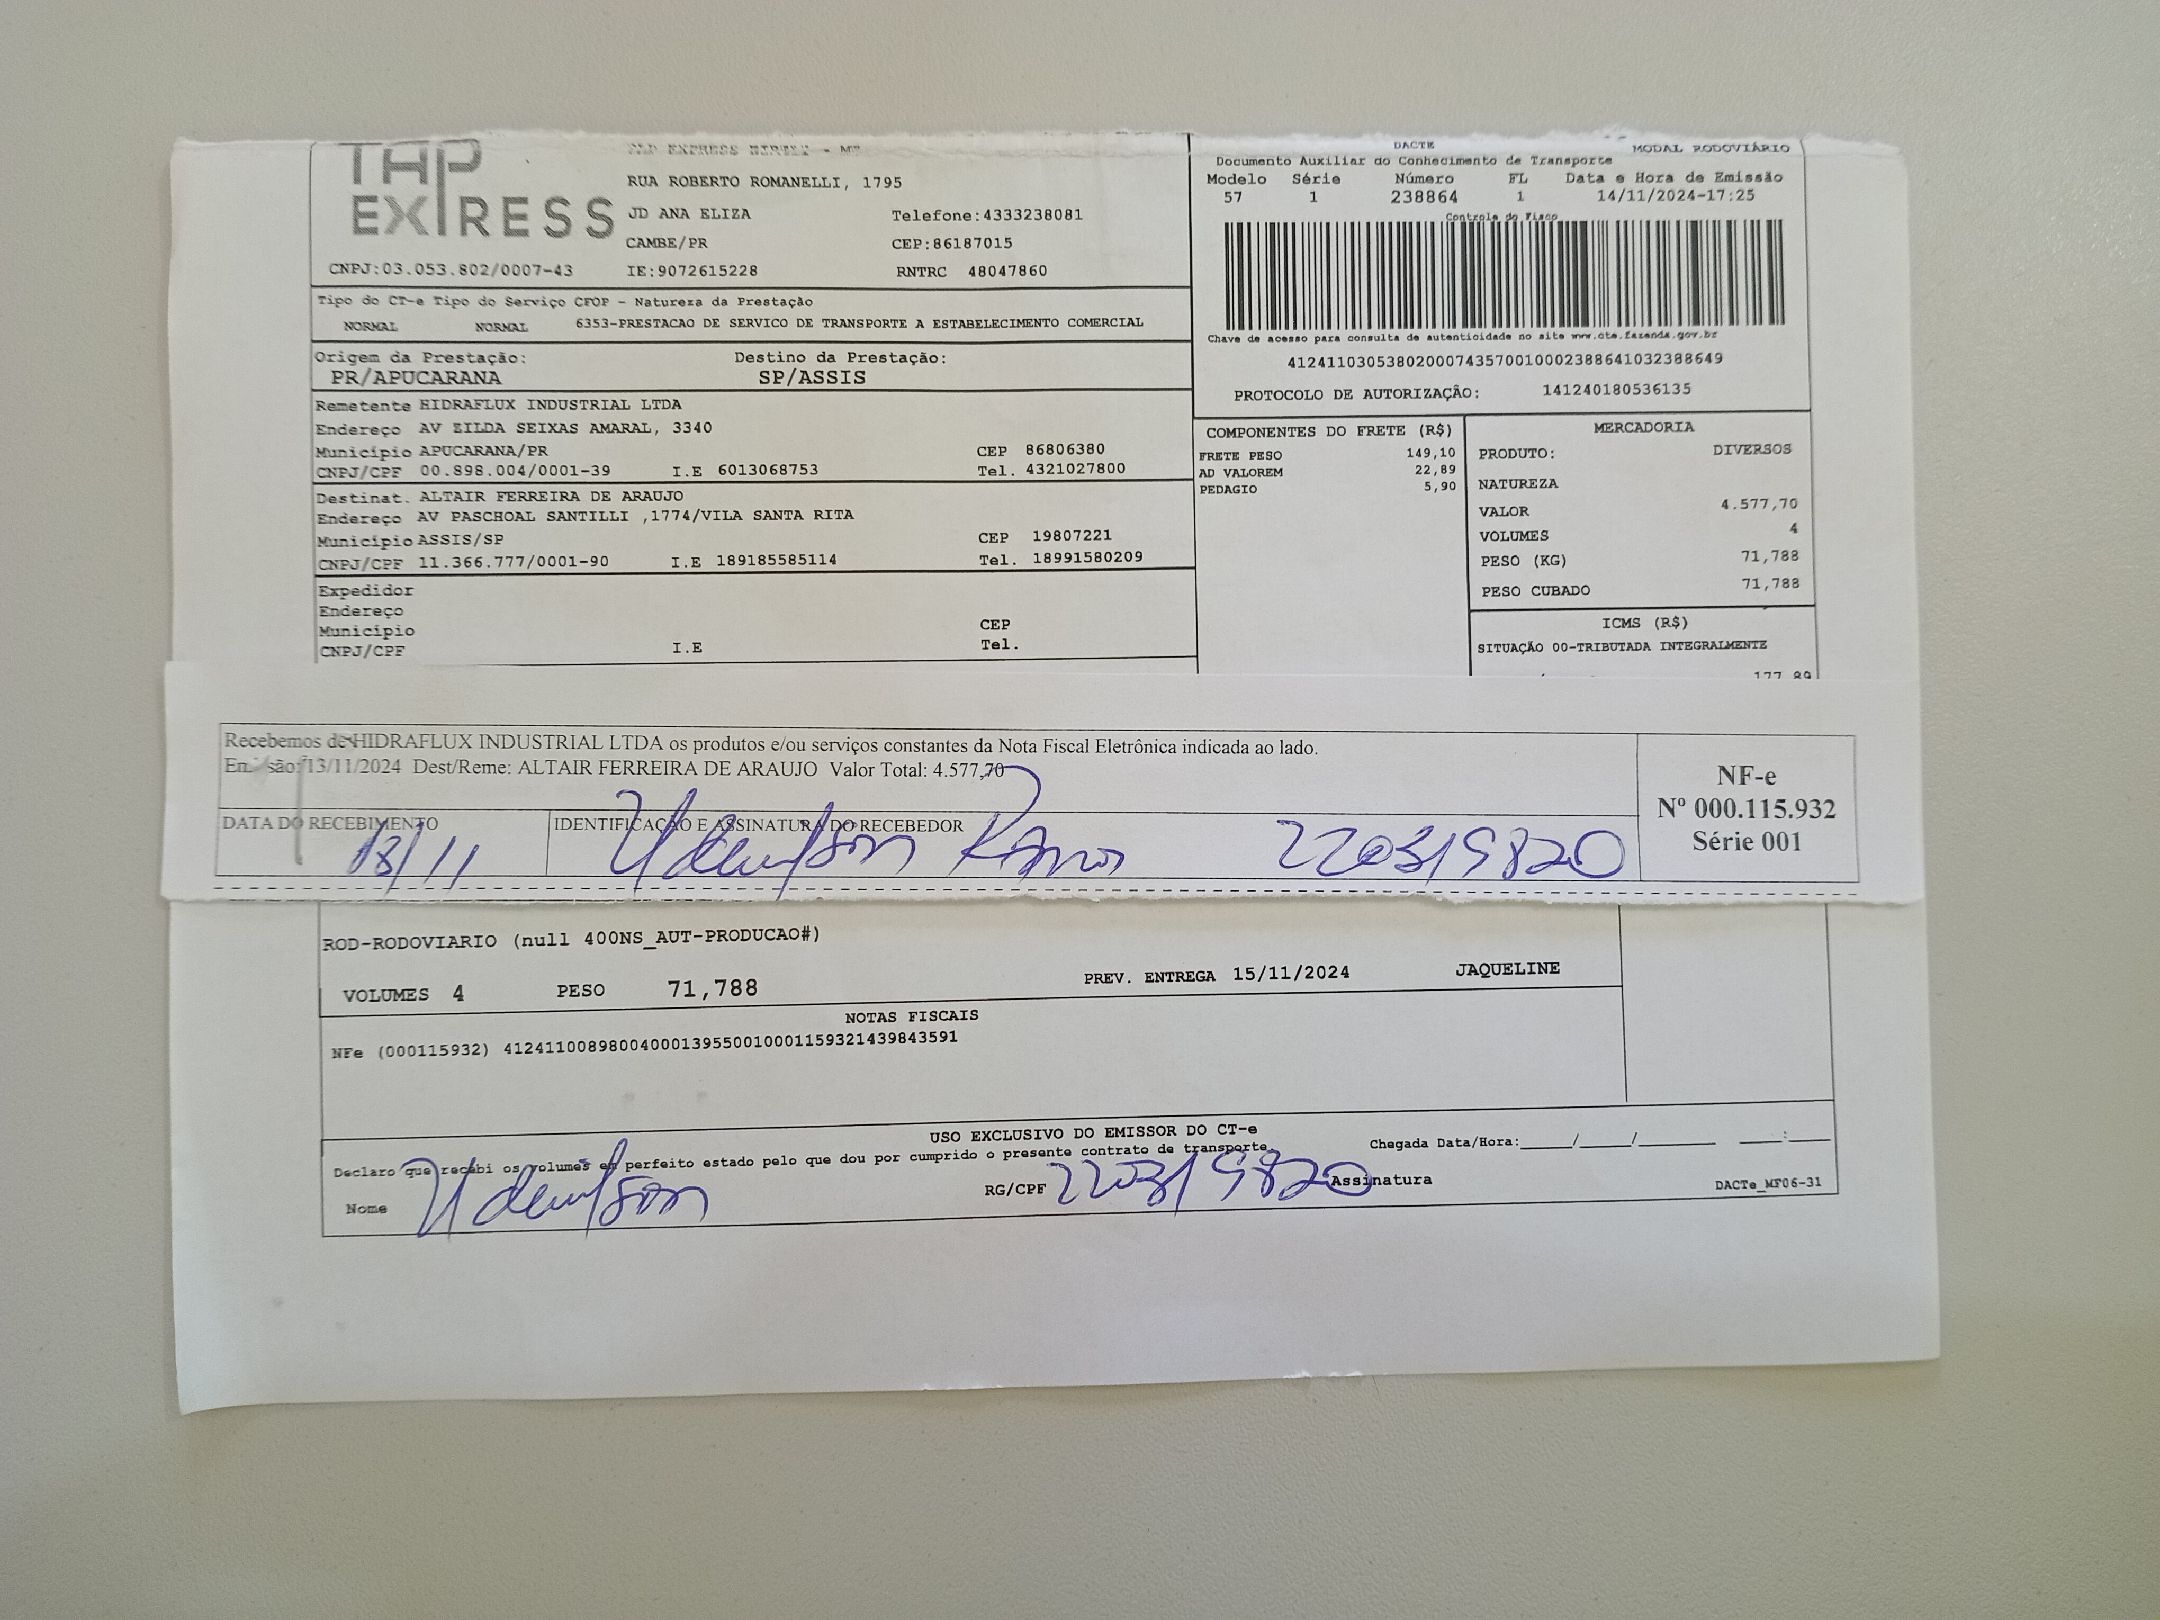 TAP EXPRESS
RUA ROBERTO ROMANELLI, 1795
JD ANA ELIZA Telefone:4333238081
CAMBE/PR CEP:86187015
CNPJ:03.053.802/0007-43 IE:9072615228 RNTRC 48047860
DACTE MODAL RODOVIÁRIO
Documento Auxiliar do Conhecimento de Transporte
Modelo Série Número FL Data e Hora de Emissão
57 1 238864 1 14/11/2024-17:25
Controle do Fisco
Chave de acesso para consulta de autenticidade no site www.cte.fazenda.gov.br
41241103053802000743570010002388641032388649
PROTOCOLO DE AUTORIZAÇÃO: 141240180536135
Tipo do CT-e Tipo do Serviço CFOP - Natureza da Prestação
NORMAL NORMAL 6353-PRESTACAO DE SERVICO DE TRANSPORTE A ESTABELECIMENTO COMERCIAL
Origem da Prestação: Destino da Prestação:
PR/APUCARANA SP/ASSIS
Remetente HIDRAFLUX INDUSTRIAL LTDA
Endereço AV ZILDA SEIXAS AMARAL, 3340
Município APUCARANA/PR CEP 86806380
CNPJ/CPF 00.898.004/0001-39 I.E 6013068753 Tel. 4321027800
Destinat. ALTAIR FERREIRA DE ARAUJO
Endereço AV PASCHOAL SANTILLI ,1774/VILA SANTA RITA
Município ASSIS/SP CEP 19807221
CNPJ/CPF 11.366.777/0001-90 I.E 189185585114 Tel. 18991580209
Expedidor
Endereço
Município CEP
CNPJ/CPF I.E Tel.
COMPONENTES DO FRETE (R$)
FRETE PESO 149,10
AD VALOREM 22,89
PEDAGIO 5,90
MERCADORIA
PRODUTO: DIVERSOS
NATUREZA
VALOR 4.577,70
VOLUMES 4
PESO (KG) 71,788
PESO CUBADO 71,788
ICMS (R$)
SITUAÇÃO 00-TRIBUTADA INTEGRALMENTE
177,89
Recebemos de HIDRAFLUX INDUSTRIAL LTDA os produtos e/ou serviços constantes da Nota Fiscal Eletrônica indicada ao lado.
Emissão: 13/11/2024 Dest/Reme: ALTAIR FERREIRA DE ARAUJO Valor Total: 4.577,70
DATA DO RECEBIMENTO IDENTIFICAÇÃO E ASSINATURA DO RECEBEDOR
18/11 220319820
NF-e
Nº 000.115.932
Série 001
ROD-RODOVIARIO (null 400NS_AUT-PRODUCAO#)
VOLUMES 4 PESO 71,788 PREV. ENTREGA 15/11/2024 JAQUELINE
NOTAS FISCAIS
NFe (000115932) 41241100898004000139550010001159321439843591
USO EXCLUSIVO DO EMISSOR DO CT-e
Declaro que recebi os volumes em perfeito estado pelo que dou por cumprido o presente contrato de transporte Chegada Data/Hora:____/____/______ ___:___
Nome RG/CPF 220319820 Assinatura DACTe_MF06-31